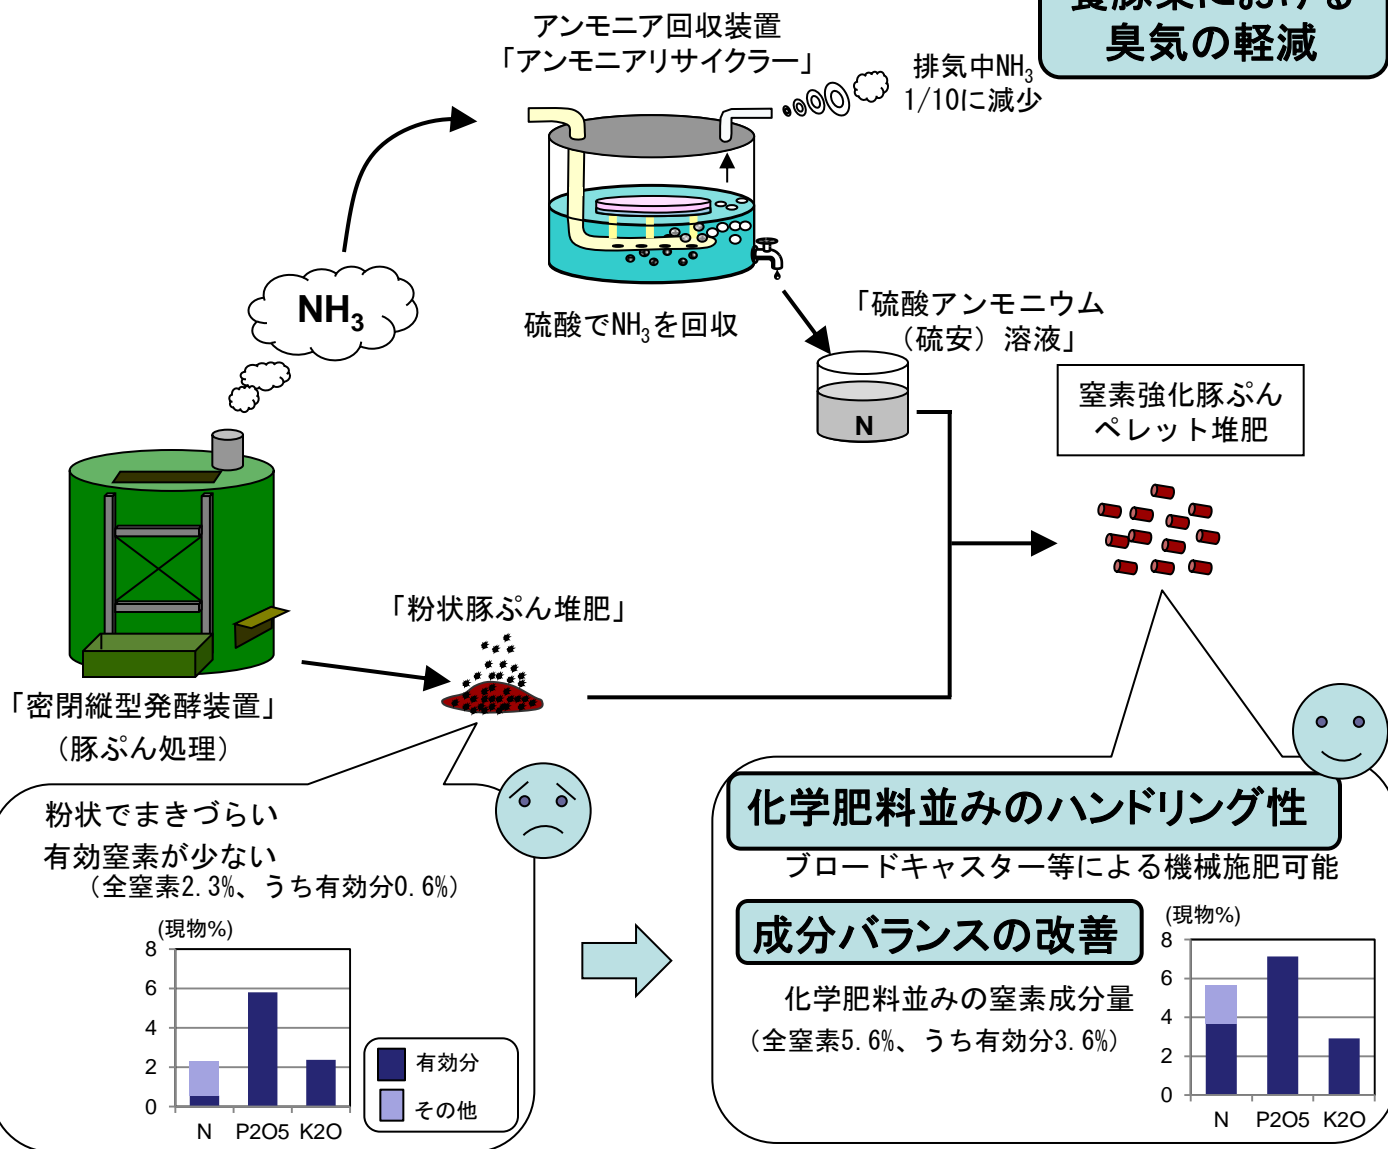 養豚業における
臭気の軽減
アンモニア回収装置
「アンモニアリサイクラー」
排気中NH₃
1/10に減少
NH₃
硫酸でNH₃を回収
「硫酸アンモニウム
（硫安）溶液」
N
窒素強化豚ぷん
ペレット堆肥
「粉状豚ぷん堆肥」
「密閉縦型発酵装置」
（豚ぷん処理）
粉状でまきづらい
有効窒素が少ない
（全窒素2.3%、うち有効分0.6%）
(現物%)
8
6
4
2
0
N P2O5 K2O
有効分
その他
化学肥料並みのハンドリング性
ブロードキャスター等による機械施肥可能
成分バランスの改善
化学肥料並みの窒素成分量
（全窒素5.6%、うち有効分3.6%）
(現物%)
8
6
4
2
0
N P2O5 K2O